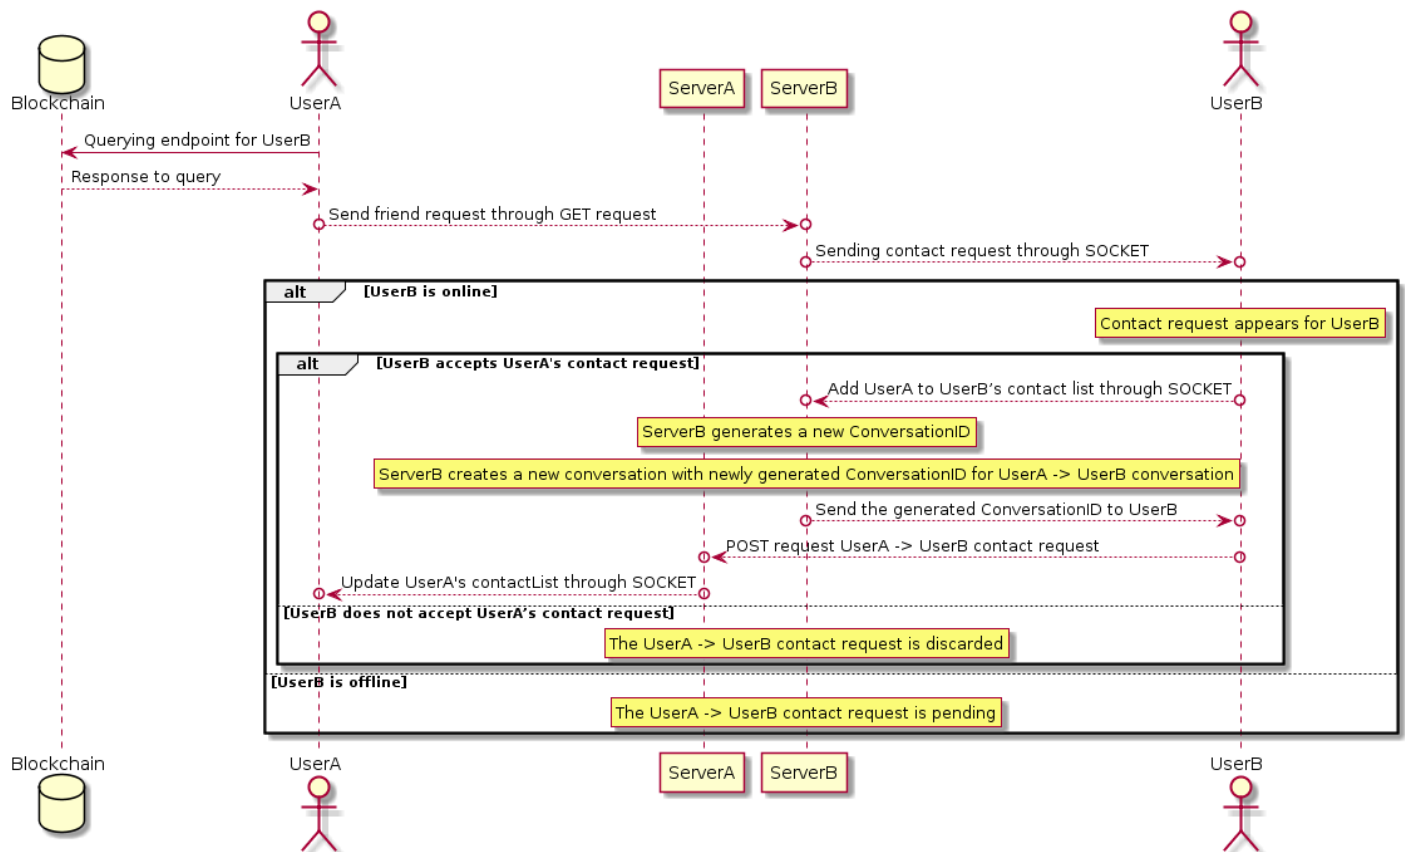 Blockchain
UserA
ServerA
ServerB
UserB
Querying endpoint for UserB
Response to query
Send friend request through GET request
Sending contact request through SOCKET
alt [UserB is online]
Contact request appears for UserB
alt [UserB accepts UserA's contact request]
Add UserA to UserB’s contact list through SOCKET
ServerB generates a new ConversationID
ServerB creates a new conversation with newly generated ConversationID for UserA -> UserB conversation
Send the generated ConversationID to UserB
POST request UserA -> UserB contact request
Update UserA's contactList through SOCKET
[UserB does not accept UserA’s contact request]
The UserA -> UserB contact request is discarded
[UserB is offline]
The UserA -> UserB contact request is pending
Blockchain
UserA
ServerA
ServerB
UserB